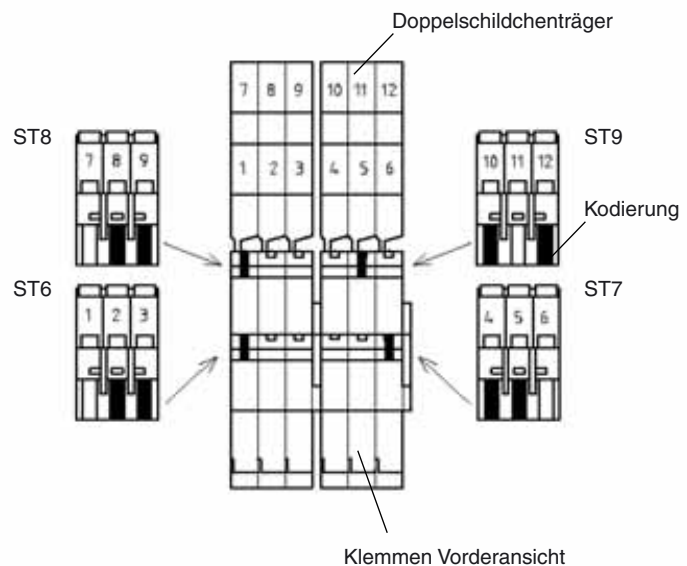 Doppelschildchenträger
7 8 9 10 11 12
ST8
7 8 9
1 2 3 4 5 6
ST9
10 11 12
Kodierung
ST6
1 2 3
ST7
4 5 6
Klemmen Vorderansicht